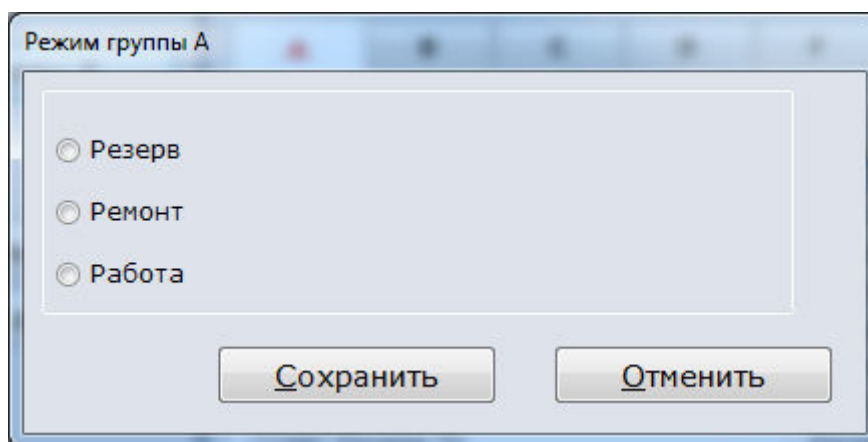 Режим группы А
А В С D F
Резерв
Ремонт
Работа
Сохранить Отменить